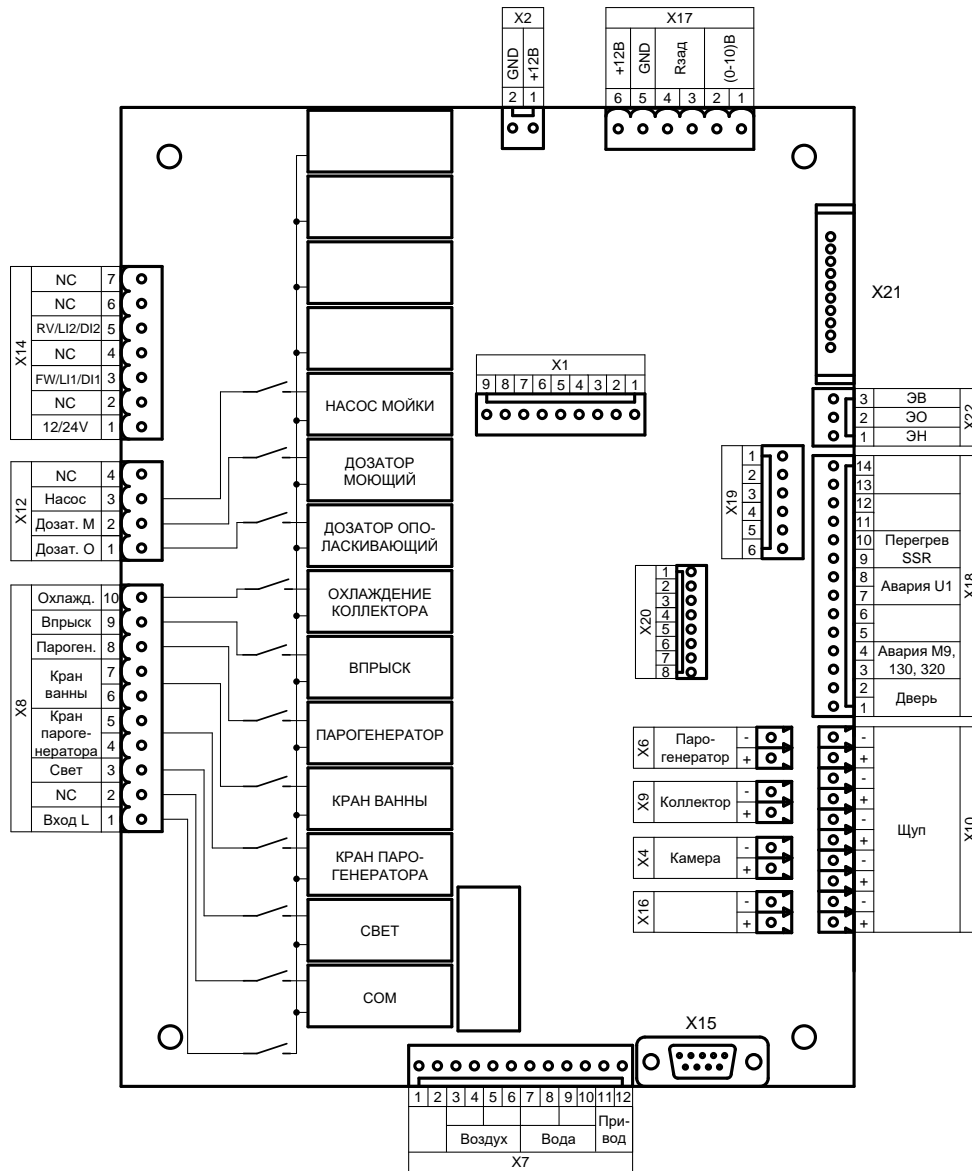 X2
GND
+12В
2 1
X17
+12В
GND
Rзад
(0-10)В
6 5 4 3 2 1
X21
X14
NC 7
NC 6
RV/LI2/DI2 5
NC 4
FW/LI1/DI1 3
NC 2
12/24V 1
X12
NC 4
Насос 3
Дозат. М 2
Дозат. О 1
X8
Охлажд. 10
Впрыск 9
Пароген. 8
Кран
ванны
7
6
Кран
пароге-
нератора
5
4
Свет 3
NC 2
Вход L 1
НАСОС МОЙКИ
ДОЗАТОР
МОЮЩИЙ
ДОЗАТОР ОПО-
ЛАСКИВАЮЩИЙ
ОХЛАЖДЕНИЕ
КОЛЛЕКТОРА
ВПРЫСК
ПАРОГЕНЕРАТОР
КРАН ВАННЫ
КРАН ПАРО-
ГЕНЕРАТОРА
СВЕТ
COM
X1
9 8 7 6 5 4 3 2 1
X22
3 ЭВ
2 ЭО
1 ЭН
X19
1
2
3
4
5
6
X20
1
2
3
4
5
6
7
8
X18
14
13
12
11
10
9
Перегрев
SSR
8
7
Авария U1
6
5
4
3
Авария М9,
130, 320
2
1
Дверь
X6
Паро-
генератор
-
+
X9
Коллектор
-
+
X4
Камера
-
+
X16
-
+
-
+
-
+
-
+
-
+
-
+
Щуп
X10
X15
1 2 3 4 5 6 7 8 9 10 11 12
Воздух
Вода
При-
вод
X7